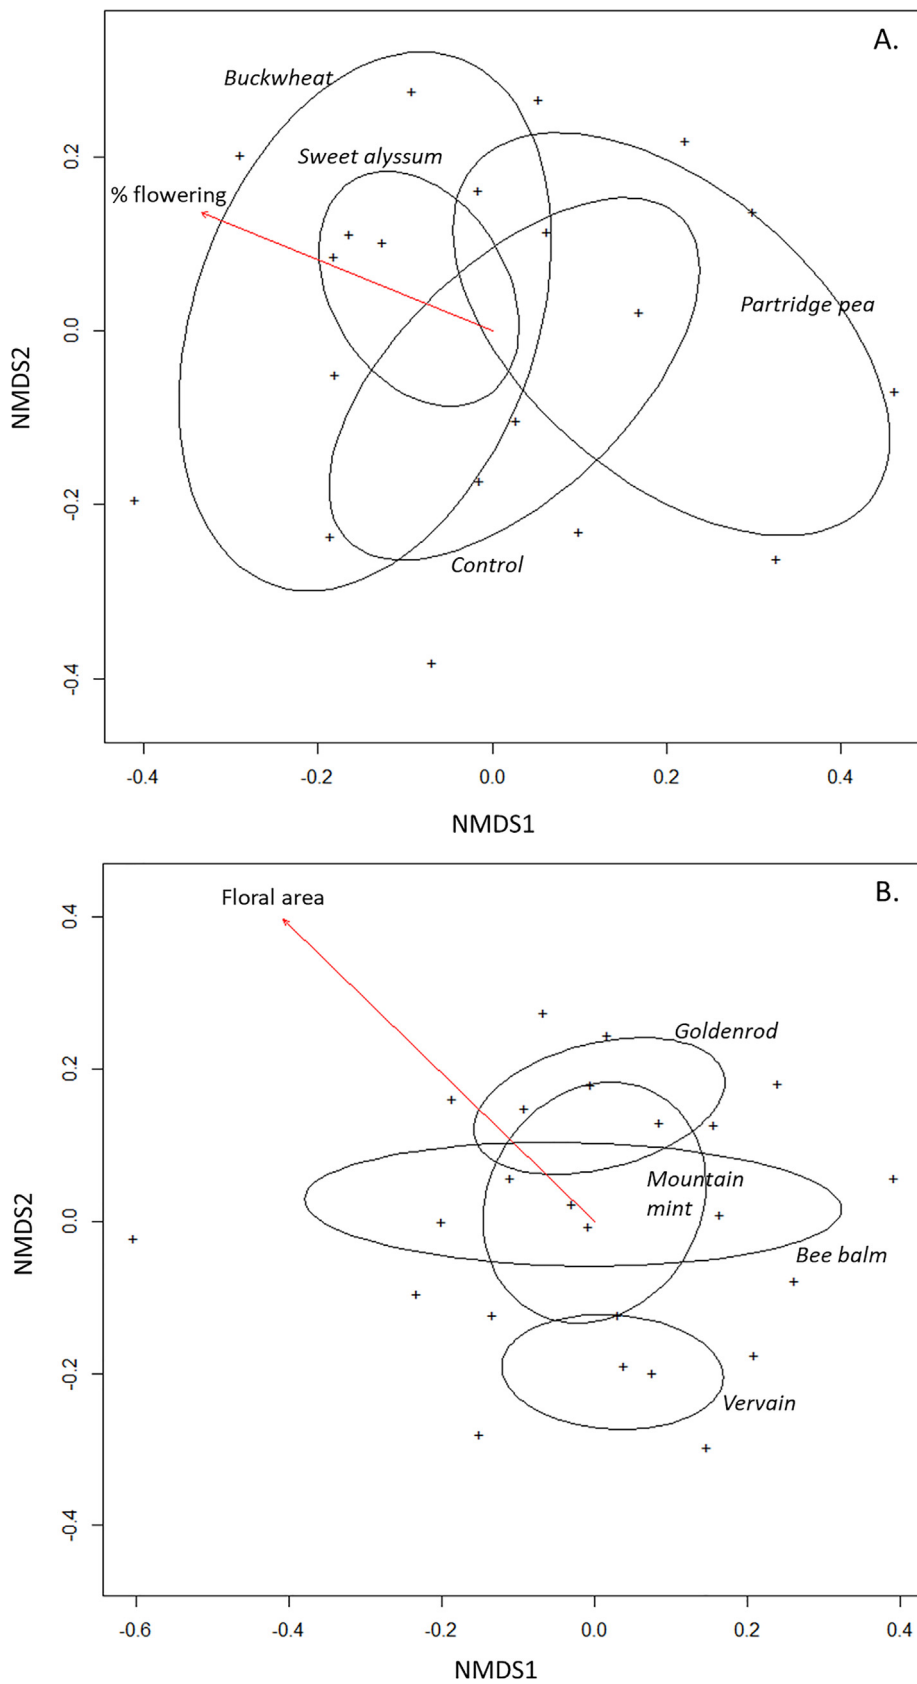 A.
Buckwheat
Sweet alyssum
% flowering
Partridge pea
Control
0.2
0.0
-0.2
-0.4
NMDS2
-0.4
-0.2
0.0
0.2
0.4
NMDS1
B.
Floral area
Goldenrod
Mountain
mint
Bee balm
Vervain
0.4
0.2
0.0
-0.2
-0.4
NMDS2
-0.6
-0.4
-0.2
0.0
0.2
0.4
NMDS1